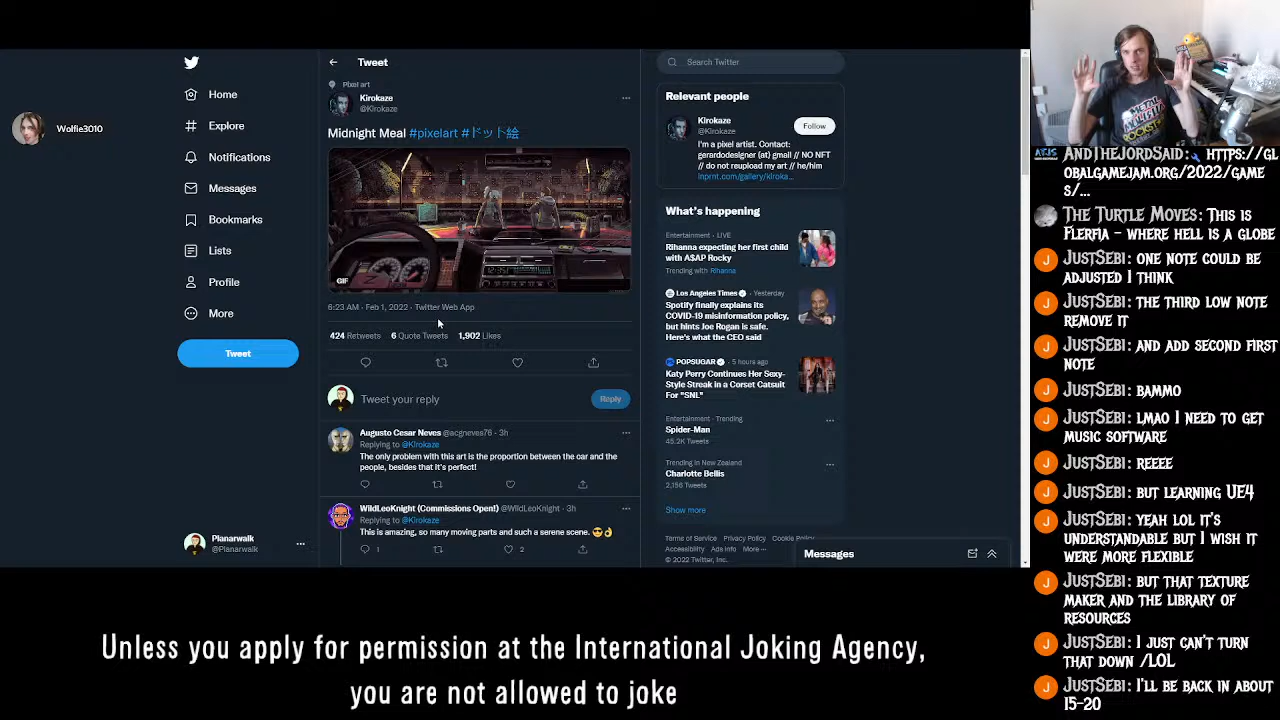 Wolfie3010
Home
Explore
Notifications
Messages
Bookmarks
Lists
Profile
More
Tweet
Planarwalk
@Planarwalk
Tweet
Pixel art
Kirokaze
@Kirokaze
Midnight Meal #pixelart #ドット絵
GIF
6:23 AM · Feb 1, 2022 · Twitter Web App
424 Retweets 6 Quote Tweets 1,902 Likes
Tweet your reply
Reply
Augusto Cesar Neves @acgneves76 · 3h
Replying to @Kirokaze
The only problem with this art is the proportion between the car and the
people, besides that it's perfect!
WildLeoKnight (Commissions Open!) @WildLeoKnight · 3h
Replying to @Kirokaze
This is amazing, so many moving parts and such a serene scene. 😎👌
1
2
Search Twitter
Relevant people
Kirokaze
@Kirokaze
Follow
I'm a pixel artist. Contact:
gerardodesigner (at) gmail // NO NFT
// do not reupload my art // he/him
inprnt.com/gallery/kiroka...
What's happening
Entertainment · LIVE
Rihanna expecting her first child
with A$AP Rocky
Trending with Rihanna
Los Angeles Times · Yesterday
Spotify finally explains its
COVID-19 misinformation policy,
but hints Joe Rogan is safe.
Here's what the CEO said
POPSUGAR · 5 hours ago
Katy Perry Continues Her Sexy-
Style Streak in a Corset Catsuit
For "SNL"
Entertainment · Trending
Spider-Man
45.2K Tweets
Trending in New Zealand
Charlotte Bellis
2,156 Tweets
Show more
Terms of Service Privacy Policy Cookie Policy
Accessibility Ads info More ···
© 2022 Twitter, Inc.
Messages
AndTheJordSaid: https://gl
obalgamejam.org/2022/game
s/...
The Turtle Moves: This is
Flerfia - where hell is a globe
JustSebi: one note could be
adjusted i think
JustSebi: the third low note
remove it
JustSebi: and add second first
note
JustSebi: bammo
JustSebi: lmao i need to get
music software
JustSebi: reeee
JustSebi: but learning UE4
JustSebi: yeah lol it's
understandable but i wish it
were more flexible
JustSebi: but that texture
maker and the library of
resources
JustSebi: i just can't turn
that down /lol
JustSebi: i'll be back in about
15-20
Unless you apply for permission at the International Joking Agency,
you are not allowed to joke